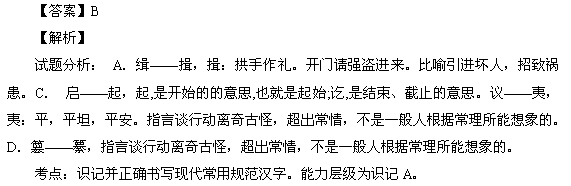 【答案】B
【解析】
试题分析： A．缉——揖，揖：拱手作礼。开门请强盗进来。比喻引进坏人，招致祸
患。C． 启——起，起,是开始的的意思,也就是起始;讫,是结束、截止的意思。议——夷，
夷：平，平坦，平安。指言谈行动离奇古怪，超出常情，不是一般人根据常理所能想象的。
D．篡——纂，指言谈行动离奇古怪，超出常情，不是一般人根据常理所能想象的。
考点：识记并正确书写现代常用规范汉字。能力层级为识记 A。